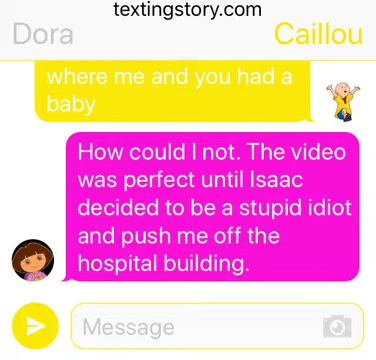 textingstory.com
Dora Caillou
where me and you had a
baby
How could I not. The video
was perfect until Isaac
decided to be a stupid idiot
and push me off the
hospital building.
Message